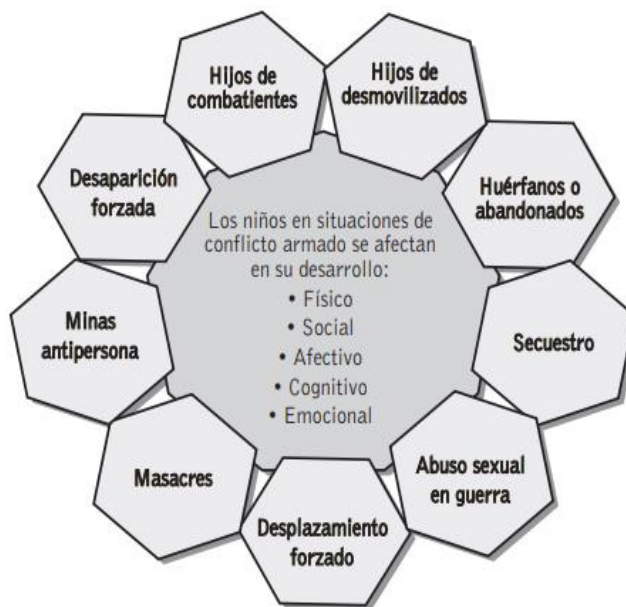 Hijos de
combatientes
Hijos de
desmovilizados
Desaparición
forzada
Huérfanos o
abandonados
Los niños en situaciones de
conflicto armado se afectan
en su desarrollo:
• Físico
• Social
• Afectivo
• Cognitivo
• Emocional
Minas
antipersona
Secuestro
Masacres
Abuso sexual
en guerra
Desplazamiento
forzado